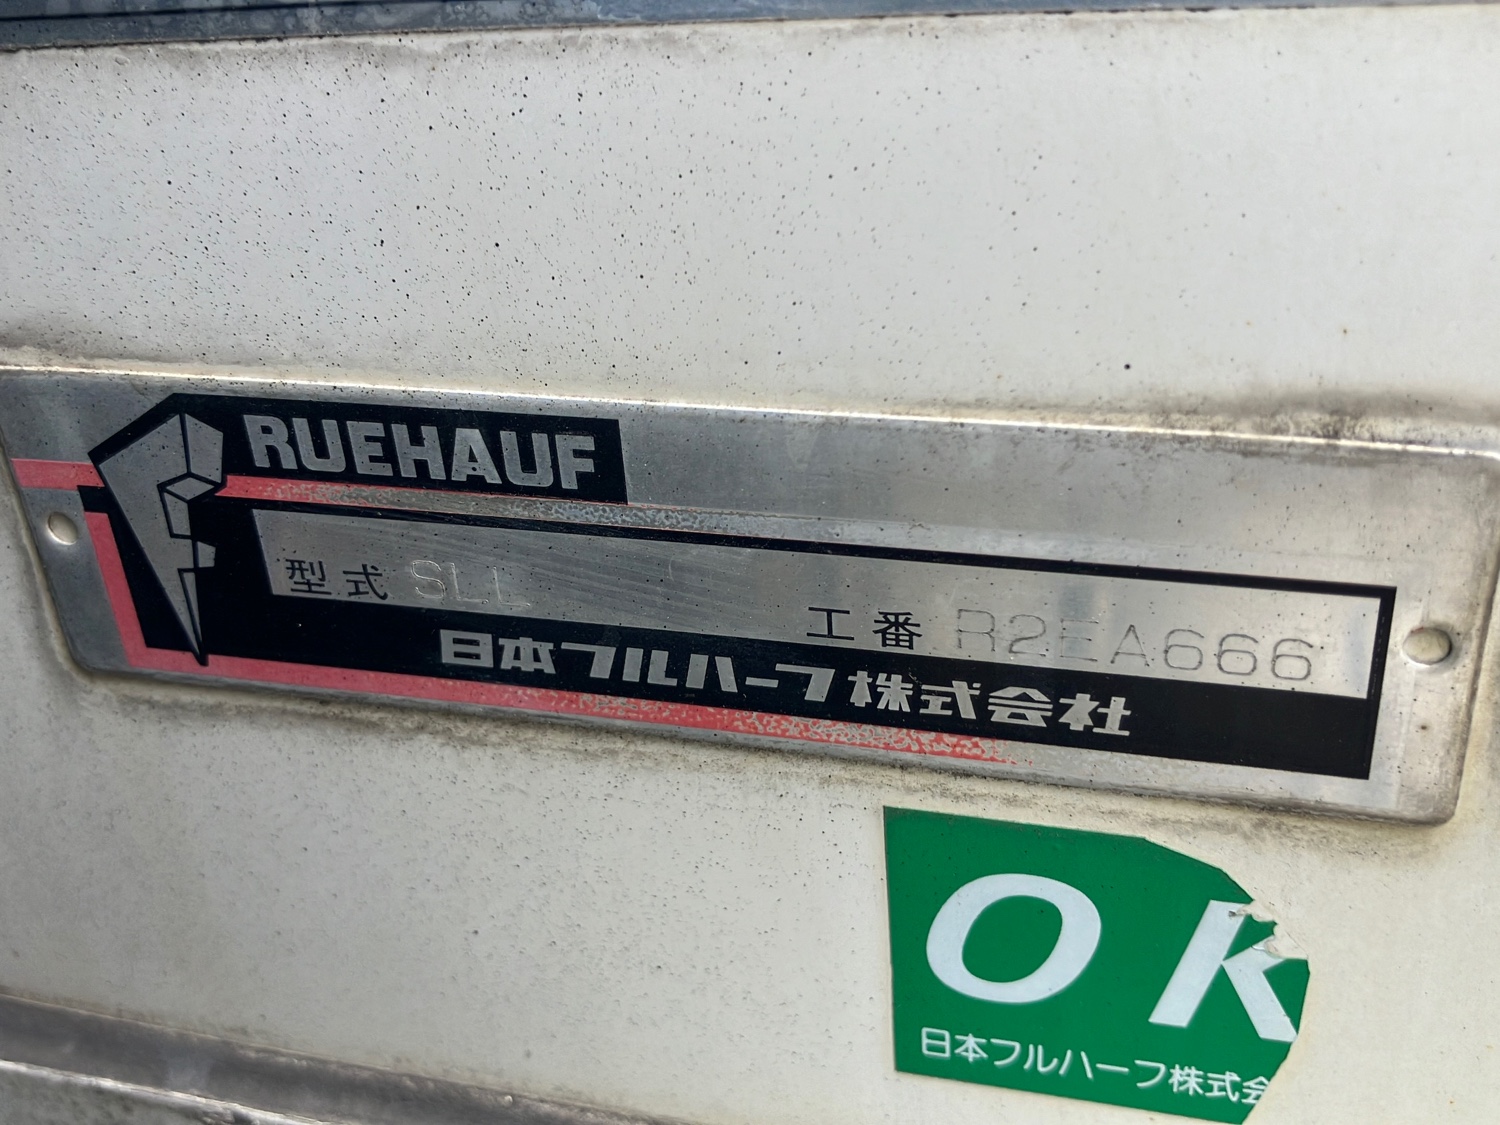 FRUEHAUF
型式 SLL
工番 R2EA666
日本フルハーフ株式会社
OK
日本フルハーフ株式会